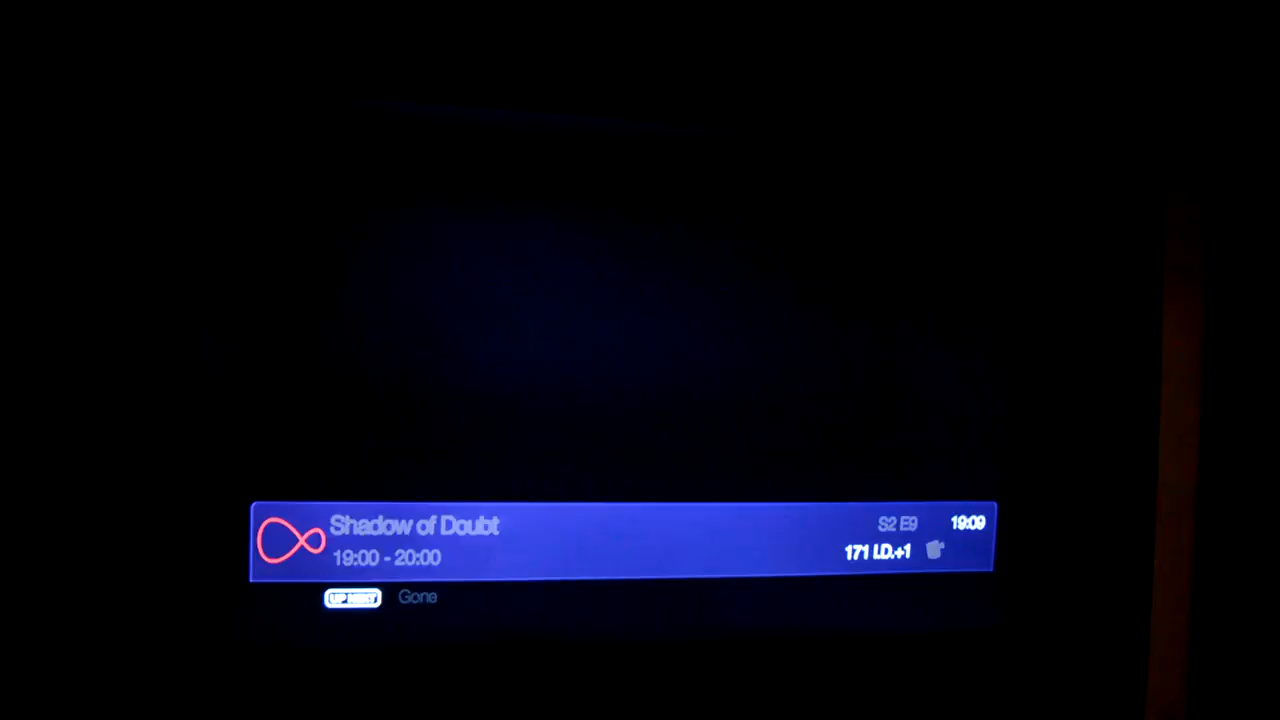 Shadow of Doubt
S2 E9
19:09
19:00 - 20:00
171 I.D.+1
UP NEXT
Gone